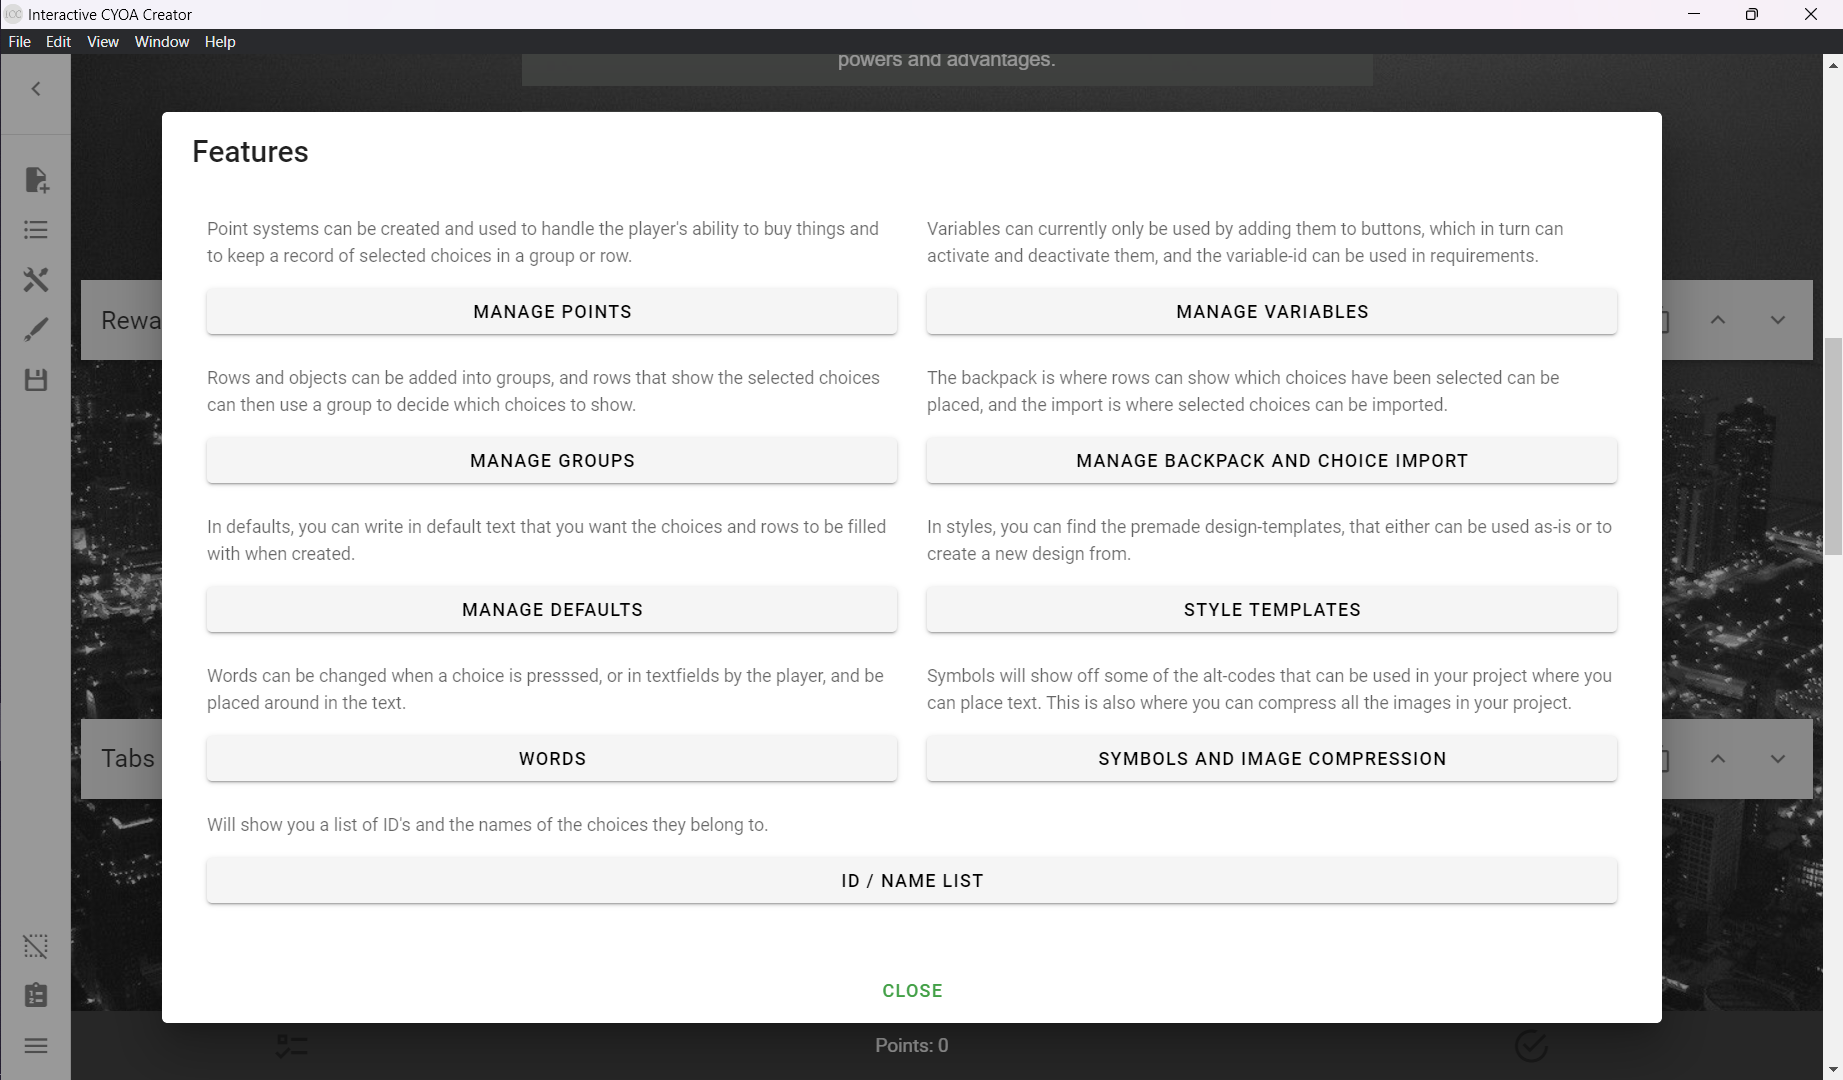 Interactive CYOA Creator
File Edit View Window Help
powers and advantages.
Features
Point systems can be created and used to handle the player's ability to buy things and
to keep a record of selected choices in a group or row.
MANAGE POINTS
Variables can currently only be used by adding them to buttons, which in turn can
activate and deactivate them, and the variable-id can be used in requirements.
MANAGE VARIABLES
Rows and objects can be added into groups, and rows that show the selected choices
can then use a group to decide which choices to show.
MANAGE GROUPS
The backpack is where rows can show which choices have been selected can be
placed, and the import is where selected choices can be imported.
MANAGE BACKPACK AND CHOICE IMPORT
In defaults, you can write in default text that you want the choices and rows to be filled
with when created.
MANAGE DEFAULTS
In styles, you can find the premade design-templates, that either can be used as-is or to
create a new design from.
STYLE TEMPLATES
Words can be changed when a choice is presssed, or in textfields by the player, and be
placed around in the text.
WORDS
Symbols will show off some of the alt-codes that can be used in your project where you
can place text. This is also where you can compress all the images in your project.
SYMBOLS AND IMAGE COMPRESSION
Will show you a list of ID's and the names of the choices they belong to.
ID / NAME LIST
CLOSE
Rewa
Tabs
Points: 0